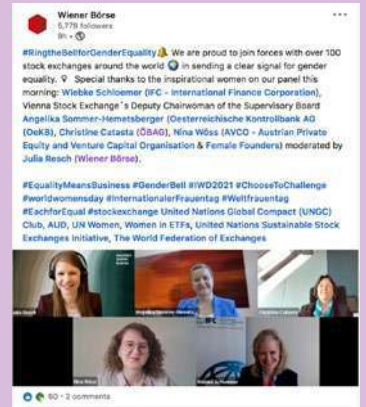 Wiener Börse
5,778 followers
9h •
#RingtheBellforGenderEquality🔔 We are proud to join forces with over 100
stock exchanges around the world 🌍 in sending a clear signal for gender
equality. ♀ Special thanks to the inspirational women on our panel this
morning: Wiebke Schloemer (IFC - International Finance Corporation),
Vienna Stock Exchange´s Deputy Chairwoman of the Supervisory Board
Angelika Sommer-Hemetsberger (Oesterreichische Kontrollbank AG
(OeKB), Christine Catasta (ÖBAG), Nina Wöss (AVCO - Austrian Private
Equity and Venture Capital Organisation & Female Founders) moderated by
Julia Resch (Wiener Börse).
#EqualityMeansBusiness #GenderBell #IWD2021 #ChooseToChallenge
#worldwomensday #InternationalerFrauentag #Weltfrauentag
#EachforEqual #stockexchange United Nations Global Compact (UNGC)
Club, AUD, UN Women, Women in ETFs, United Nations Sustainable Stock
Exchanges Initiative, The World Federation of Exchanges
IFC
60 • 2 comments